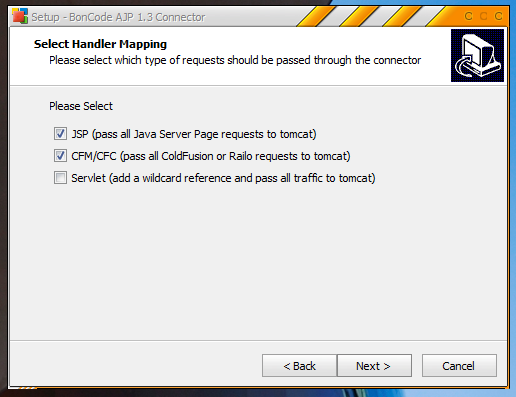 Setup - BonCode AJP 1.3 Connector
C C C
Select Handler Mapping
Please select which type of requests should be passed through the connector
Please Select
JSP (pass all Java Server Page requests to tomcat)
CFM/CFC (pass all ColdFusion or Railo requests to tomcat)
Servlet (add a wildcard reference and pass all traffic to tomcat)
< Back
Next >
Cancel